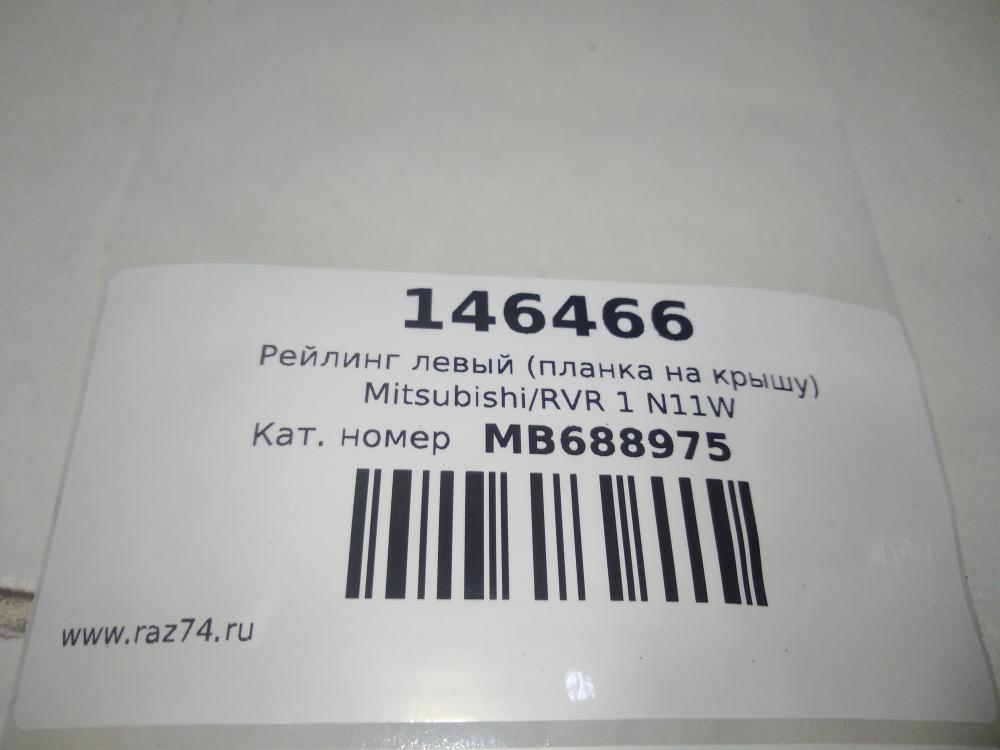 146466
Рейлинг левый (планка на крышу)
Mitsubishi/RVR 1 N11W
Кат. номер MB688975
www.raz74.ru